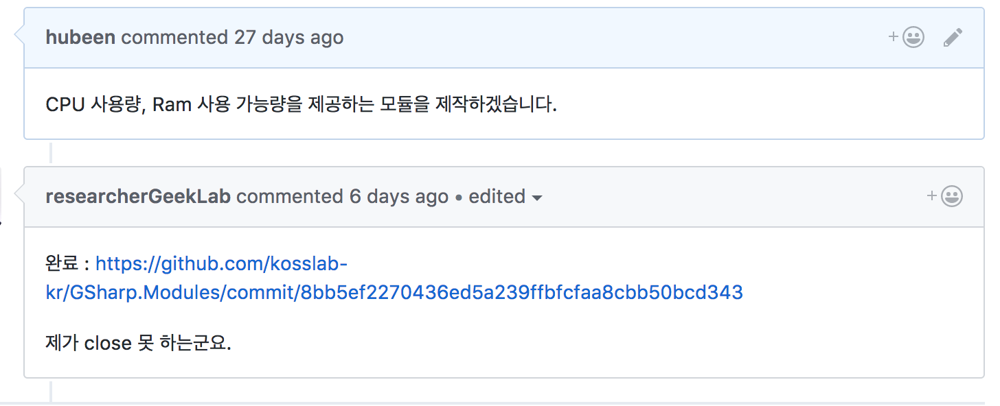 hubeen commented 27 days ago
CPU 사용량, Ram 사용 가능량을 제공하는 모듈을 제작하겠습니다.
researcherGeekLab commented 6 days ago • edited
완료 : https://github.com/kosslab-
kr/GSharp.Modules/commit/8bb5ef2270436ed5a239ffbfcfaa8cbb50bcd343
제가 close 못 하는군요.